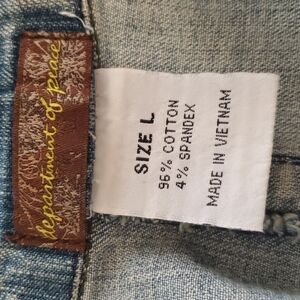 department of peace
SIZE L
96% COTTON
4% SPANDEX
MADE IN VIETNAM